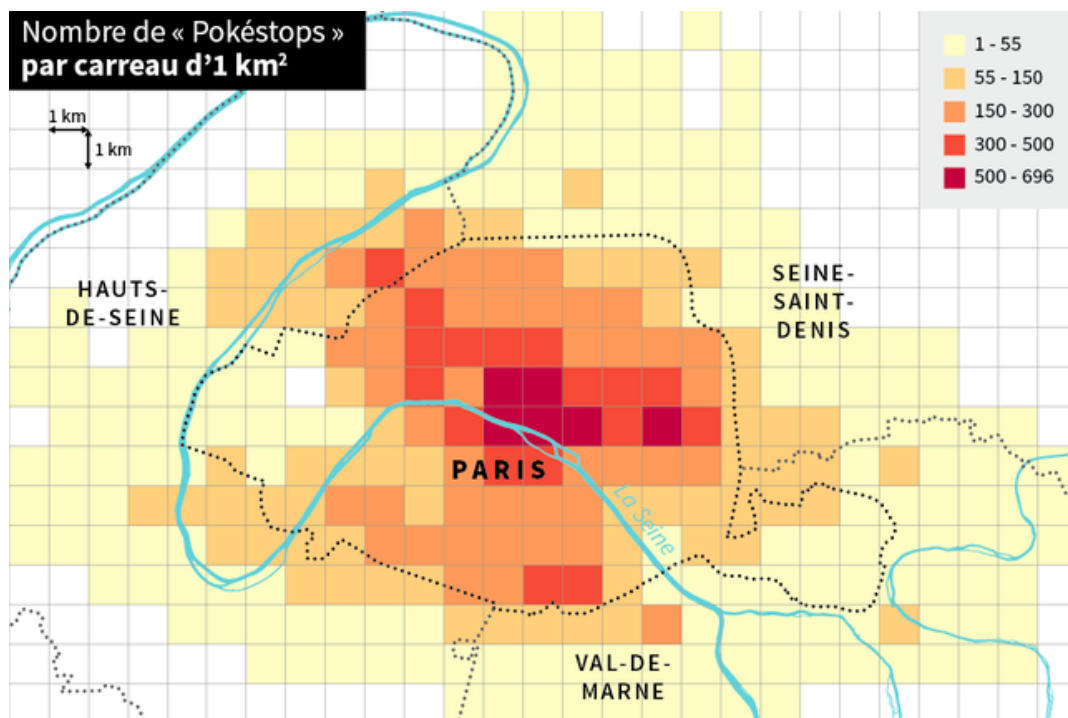 Nombre de « Pokéstops »
par carreau d'1 km²
1 km
1 km
1 - 55
55 - 150
150 - 300
300 - 500
500 - 696
HAUTS-
DE-SEINE
SEINE-
SAINT-
DENIS
PARIS
La Seine
VAL-DE-
MARNE